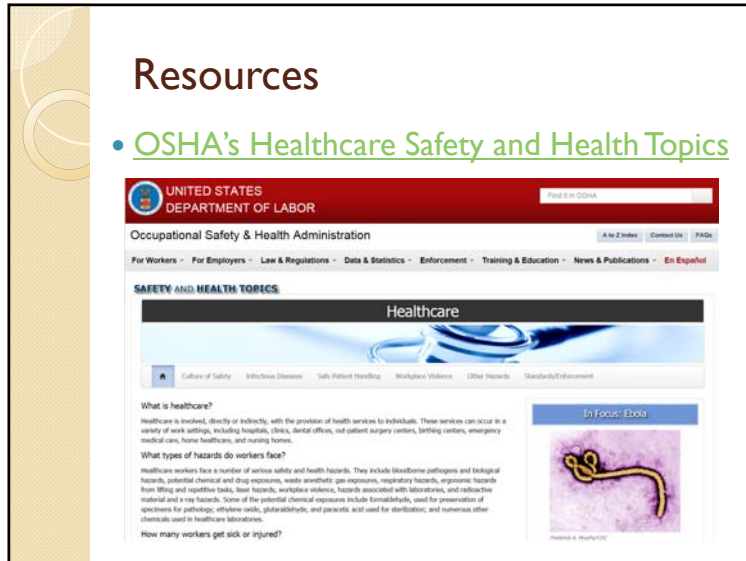 Resources
• OSHA's Healthcare Safety and Health Topics
UNITED STATES
DEPARTMENT OF LABOR
Find it in OSHA
Occupational Safety & Health Administration
A to Z Index Contact Us FAQs
For Workers For Employers Law & Regulations Data & Statistics Enforcement Training & Education News & Publications En Español
SAFETY AND HEALTH TOPICS
Healthcare
Culture of Safety Infectious Diseases Safe Patient Handling Workplace Violence Other Hazards Standards/Enforcement
What is healthcare?
Healthcare is involved, directly or indirectly, with the provision of health services to individuals. These services can occur in a
variety of work settings, including hospitals, clinics, dental offices, out-patient surgery centers, birthing centers, emergency
medical care, home healthcare, and nursing homes.
What types of hazards do workers face?
Healthcare workers face a number of serious safety and health hazards. They include bloodborne pathogens and biological
hazards, potential chemical and drug exposures, waste anesthetic gas exposures, respiratory hazards, ergonomic hazards
from lifting and repetitive tasks, laser hazards, workplace violence, hazards associated with laboratories, and radioactive
material and x-ray hazards. Some of the potential chemical exposures include formaldehyde, used for preservation of
specimens for pathology; ethylene oxide, glutaraldehyde, and paracetic acid used for sterilization; and numerous other
chemicals used in healthcare laboratories.
How many workers get sick or injured?
In Focus: Ebola
Frederick A. Murphy/CDC